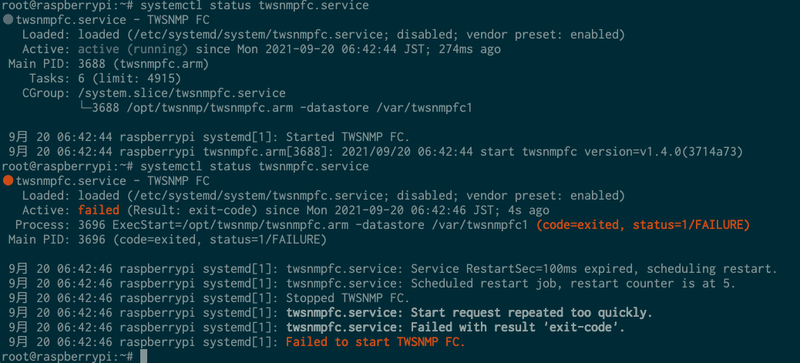 root@raspberrypi:~# systemctl status twsnmpfc.service
●twsnmpfc.service - TWSNMP FC
   Loaded: loaded (/etc/systemd/system/twsnmpfc.service; disabled; vendor preset: enabled)
   Active: active (running) since Mon 2021-09-20 06:42:44 JST; 274ms ago
 Main PID: 3688 (twsnmpfc.arm)
    Tasks: 6 (limit: 4915)
   CGroup: /system.slice/twsnmpfc.service
           └─3688 /opt/twsnmp/twsnmpfc.arm -datastore /var/twsnmpfc1

 9月 20 06:42:44 raspberrypi systemd[1]: Started TWSNMP FC.
 9月 20 06:42:44 raspberrypi twsnmpfc.arm[3688]: 2021/09/20 06:42:44 start twsnmpfc version=v1.4.0(3714a73)
root@raspberrypi:~# systemctl status twsnmpfc.service
●twsnmpfc.service - TWSNMP FC
   Loaded: loaded (/etc/systemd/system/twsnmpfc.service; disabled; vendor preset: enabled)
   Active: failed (Result: exit-code) since Mon 2021-09-20 06:42:46 JST; 4s ago
  Process: 3696 ExecStart=/opt/twsnmp/twsnmpfc.arm -datastore /var/twsnmpfc1 (code=exited, status=1/FAILURE)
 Main PID: 3696 (code=exited, status=1/FAILURE)

 9月 20 06:42:46 raspberrypi systemd[1]: twsnmpfc.service: Service RestartSec=100ms expired, scheduling restart.
 9月 20 06:42:46 raspberrypi systemd[1]: twsnmpfc.service: Scheduled restart job, restart counter is at 5.
 9月 20 06:42:46 raspberrypi systemd[1]: Stopped TWSNMP FC.
 9月 20 06:42:46 raspberrypi systemd[1]: twsnmpfc.service: Start request repeated too quickly.
 9月 20 06:42:46 raspberrypi systemd[1]: twsnmpfc.service: Failed with result 'exit-code'.
 9月 20 06:42:46 raspberrypi systemd[1]: Failed to start TWSNMP FC.
root@raspberrypi:~#